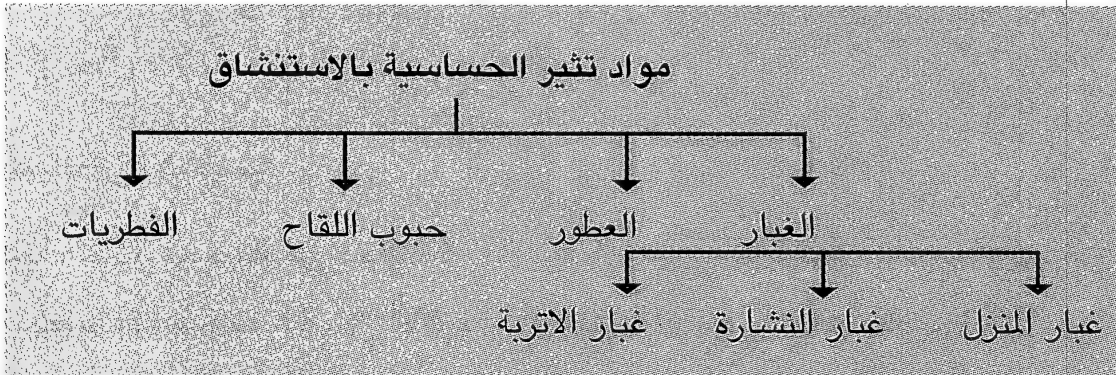 مواد تثير الحساسية بالاستنشاق
الغبار العطور حبوب اللقاح الفطريات
غبار المنزل غبار النشارة غبار الاتربة